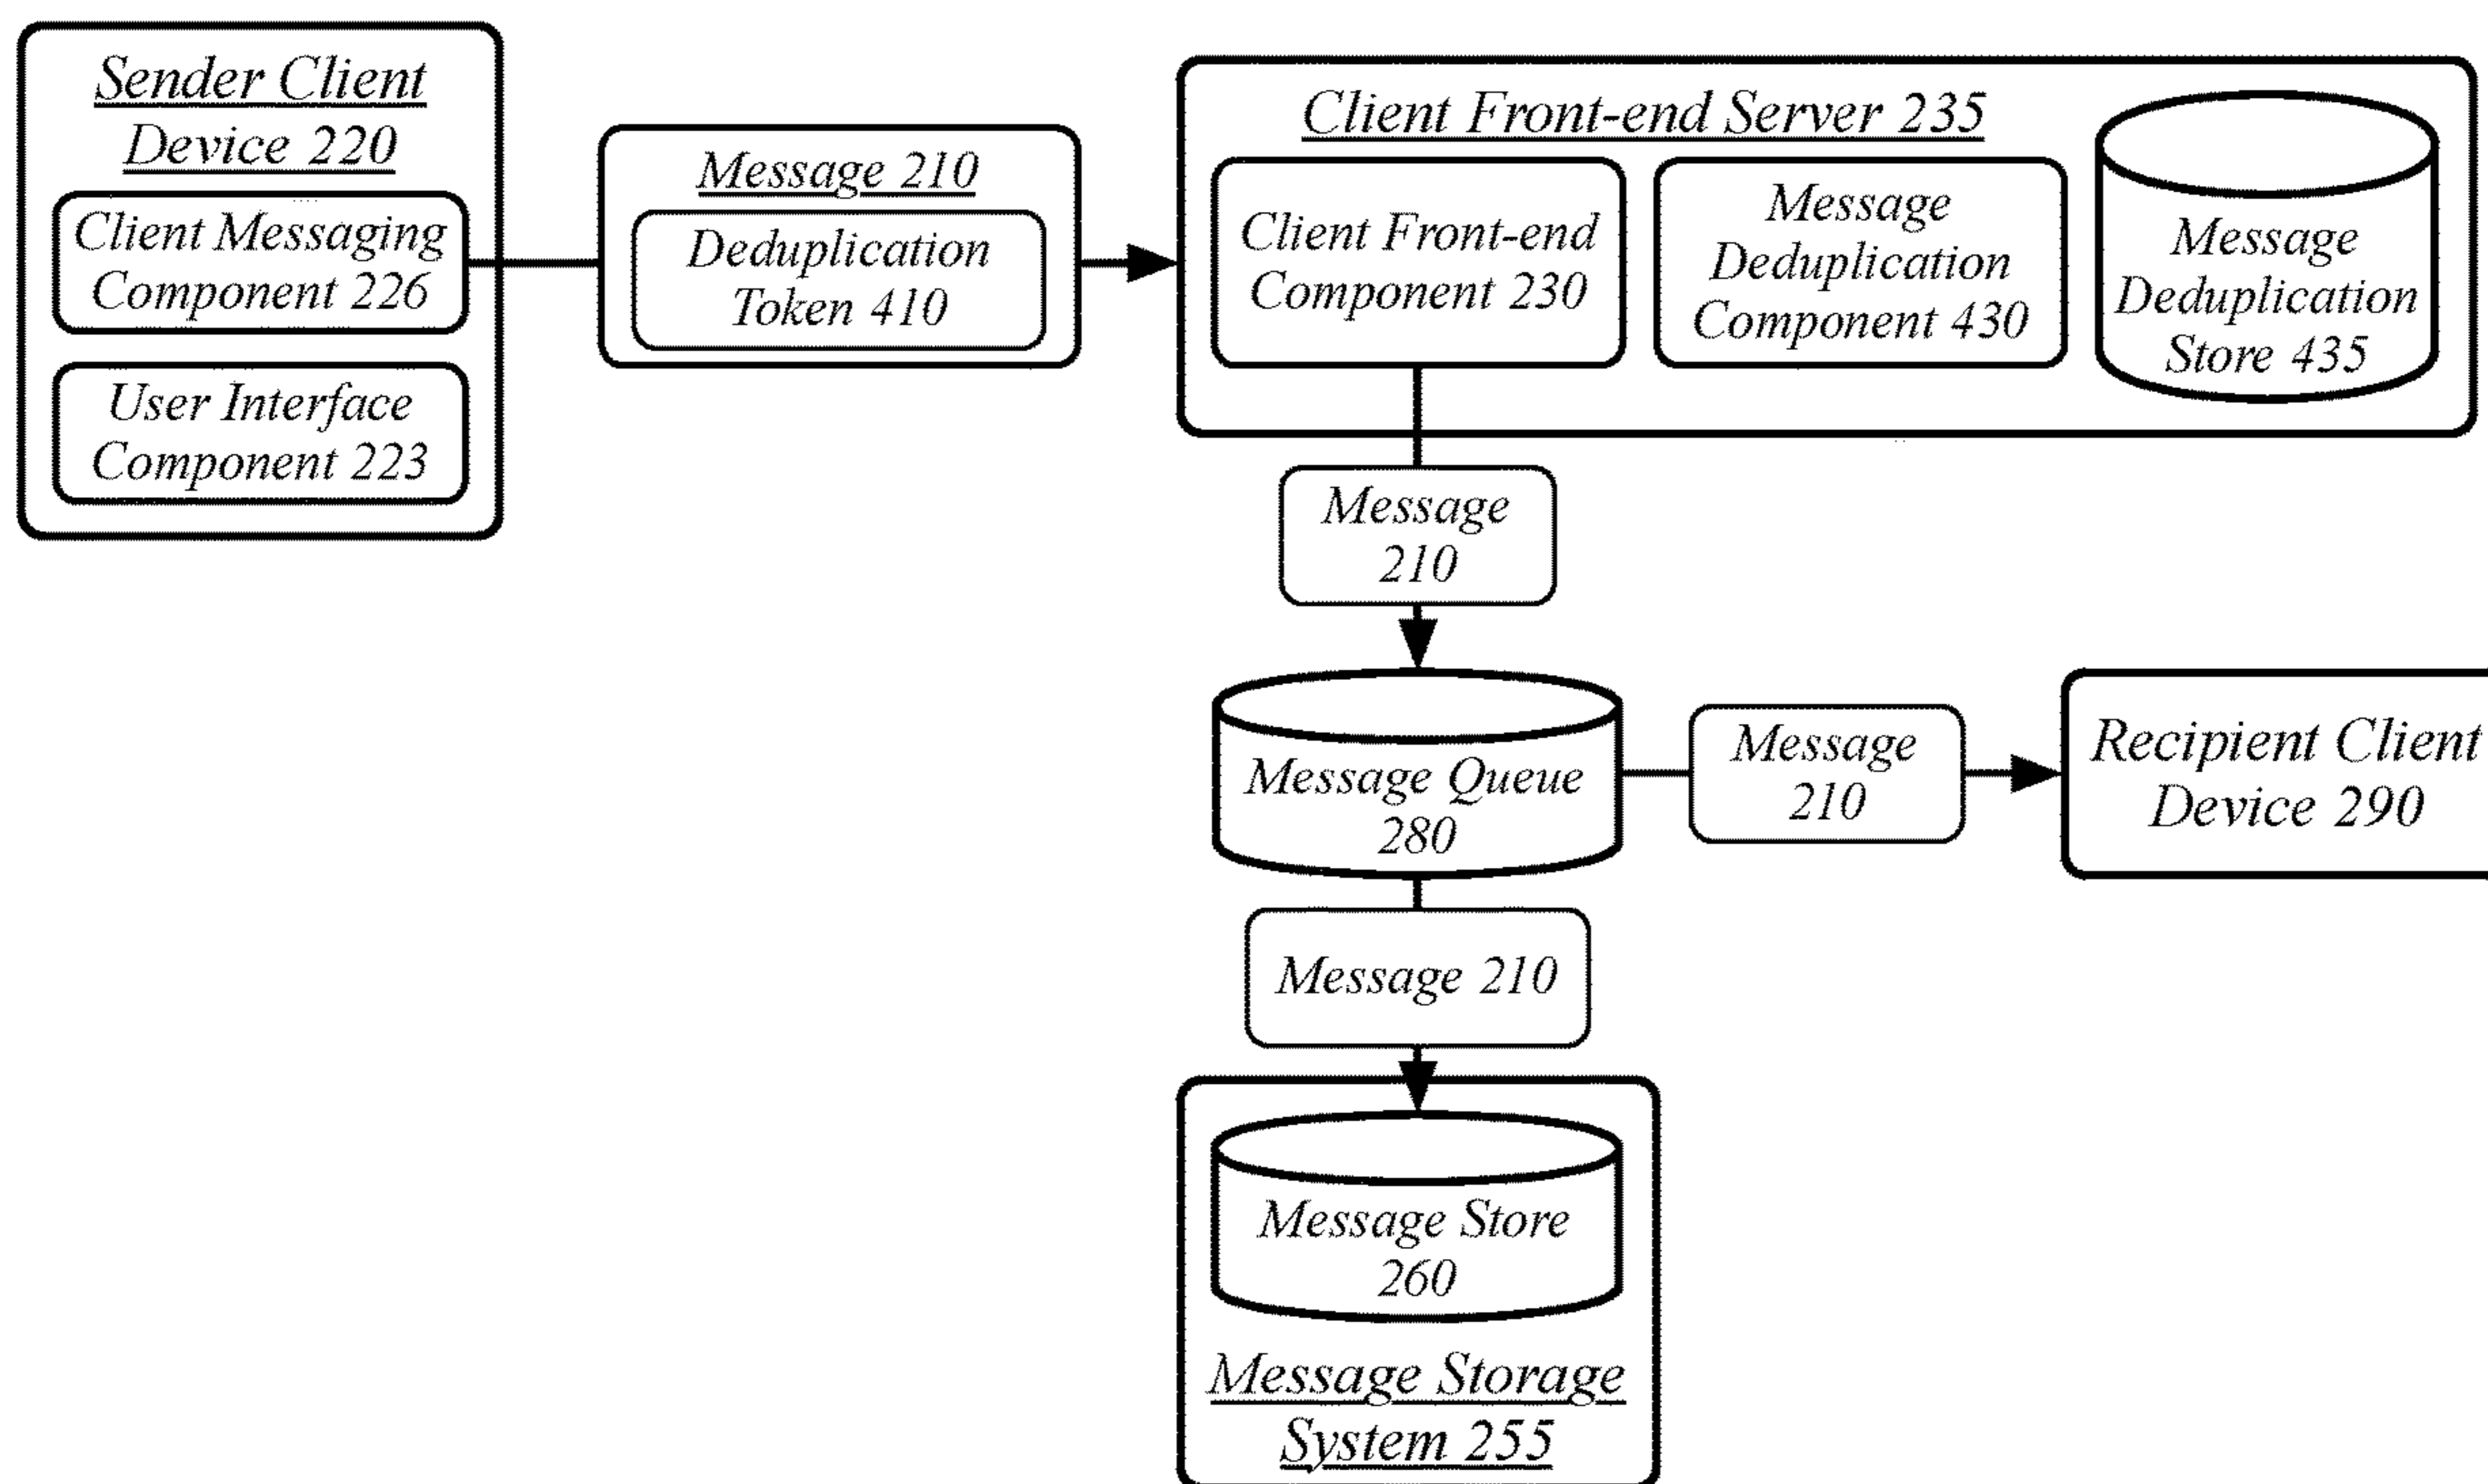 Sender Client
Device 220
Client Messaging
Component 226
User Interface
Component 223
Message 210
Deduplication
Token 410
Client Front-end Server 235
Client Front-end
Component 230
Message
Deduplication
Component 430
Message
Deduplication
Store 435
Message
210
Message Queue
280
Message
210
Recipient Client
Device 290
Message 210
Message Store
260
Message Storage
System 255